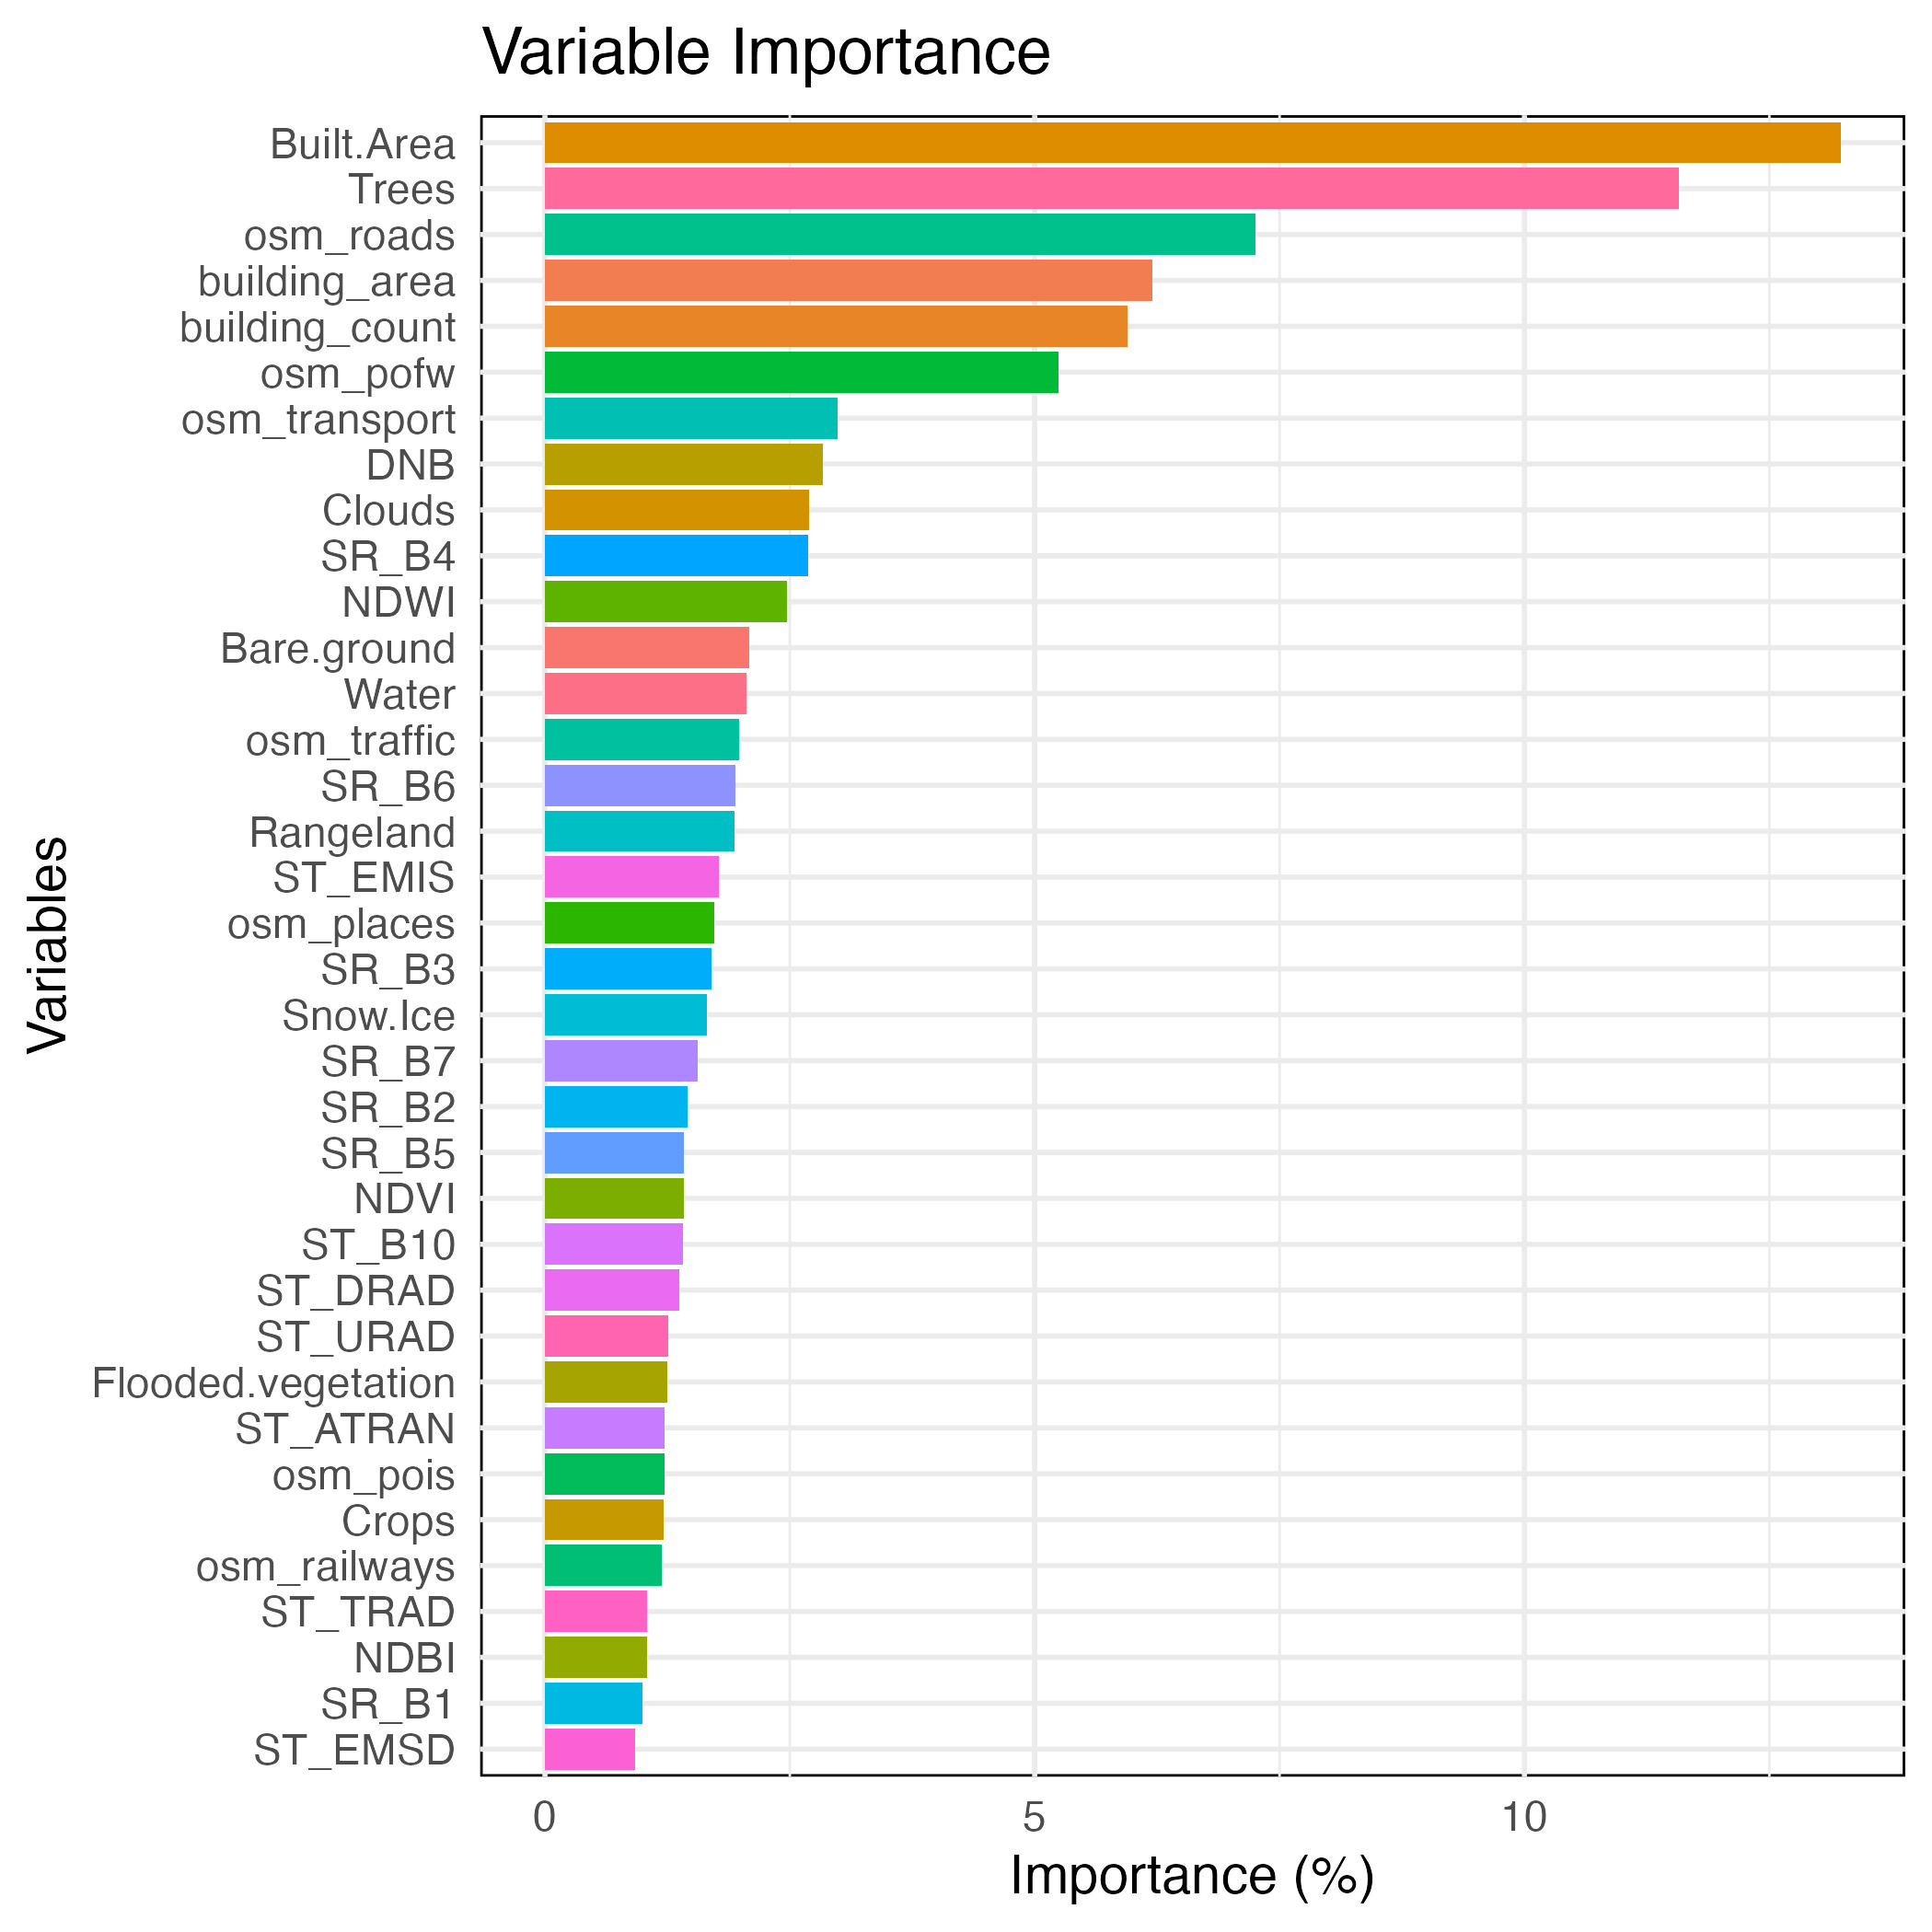 Variable Importance
Built.Area
Trees
osm_roads
building_area
building_count
osm_pofw
osm_transport
DNB
Clouds
SR_B4
NDWI
Bare.ground
Water
osm_traffic
SR_B6
Rangeland
ST_EMIS
osm_places
SR_B3
Snow.Ice
SR_B7
SR_B2
SR_B5
NDVI
ST_B10
ST_DRAD
ST_URAD
Flooded.vegetation
ST_ATRAN
osm_pois
Crops
osm_railways
ST_TRAD
NDBI
SR_B1
ST_EMSD
Variables
0 5 10
Importance (%)